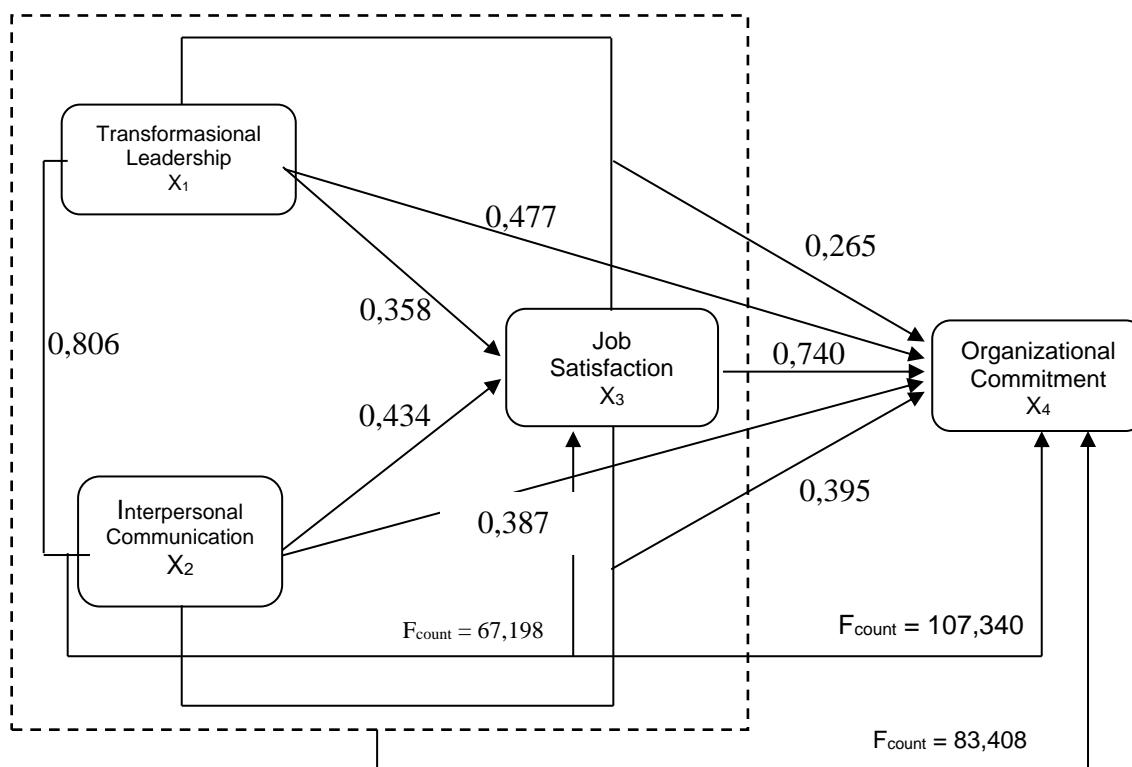 Transformasional
Leadership
X1
0,477
0,265
0,358
0,806
Job
Satisfaction
X3
0,740
Organizational
Commitment
X4
0,434
Interpersonal
Communication
X2
0,387
0,395
Fcount = 67,198
Fcount = 107,340
Fcount = 83,408